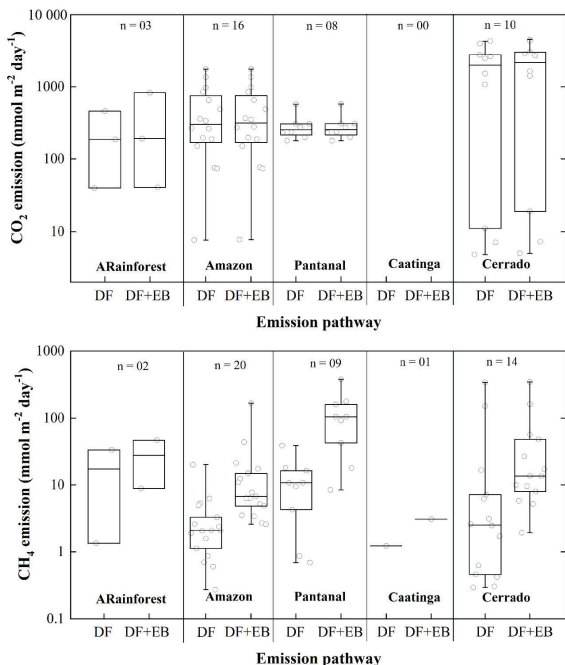 n = 03 n = 16 n = 08 n = 00 n = 10
10 000
1000
100
10
CO2 emission (mmol m-2 day-1)
ARainforest Amazon Pantanal Caatinga Cerrado
DF DF+EB DF DF+EB DF DF+EB DF DF+EB DF DF+EB
Emission pathway
n = 02 n = 20 n = 09 n = 01 n = 14
1000
100
10
1
0.1
CH4 emission (mmol m-2 day-1)
ARainforest Amazon Pantanal Caatinga Cerrado
DF DF+EB DF DF+EB DF DF+EB DF DF+EB DF DF+EB
Emission pathway